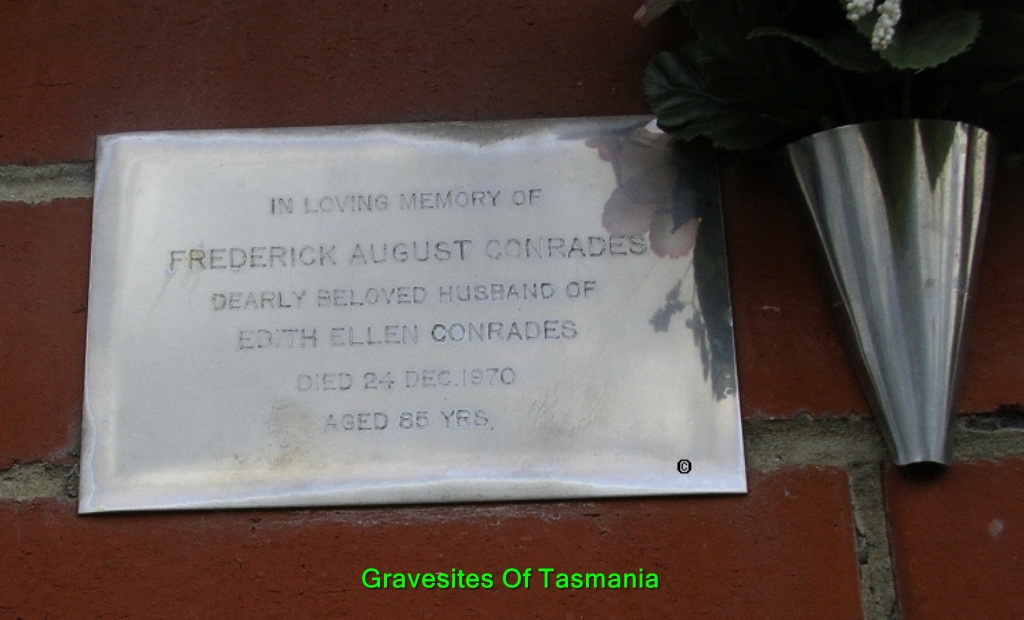 IN LOVING MEMORY OF
FREDERICK AUGUST CONRADES
DEARLY BELOVED HUSBAND OF
EDITH ELLEN CONRADES
DIED 24 DEC.1970
AGED 85 YRS.
©
Gravesites Of Tasmania